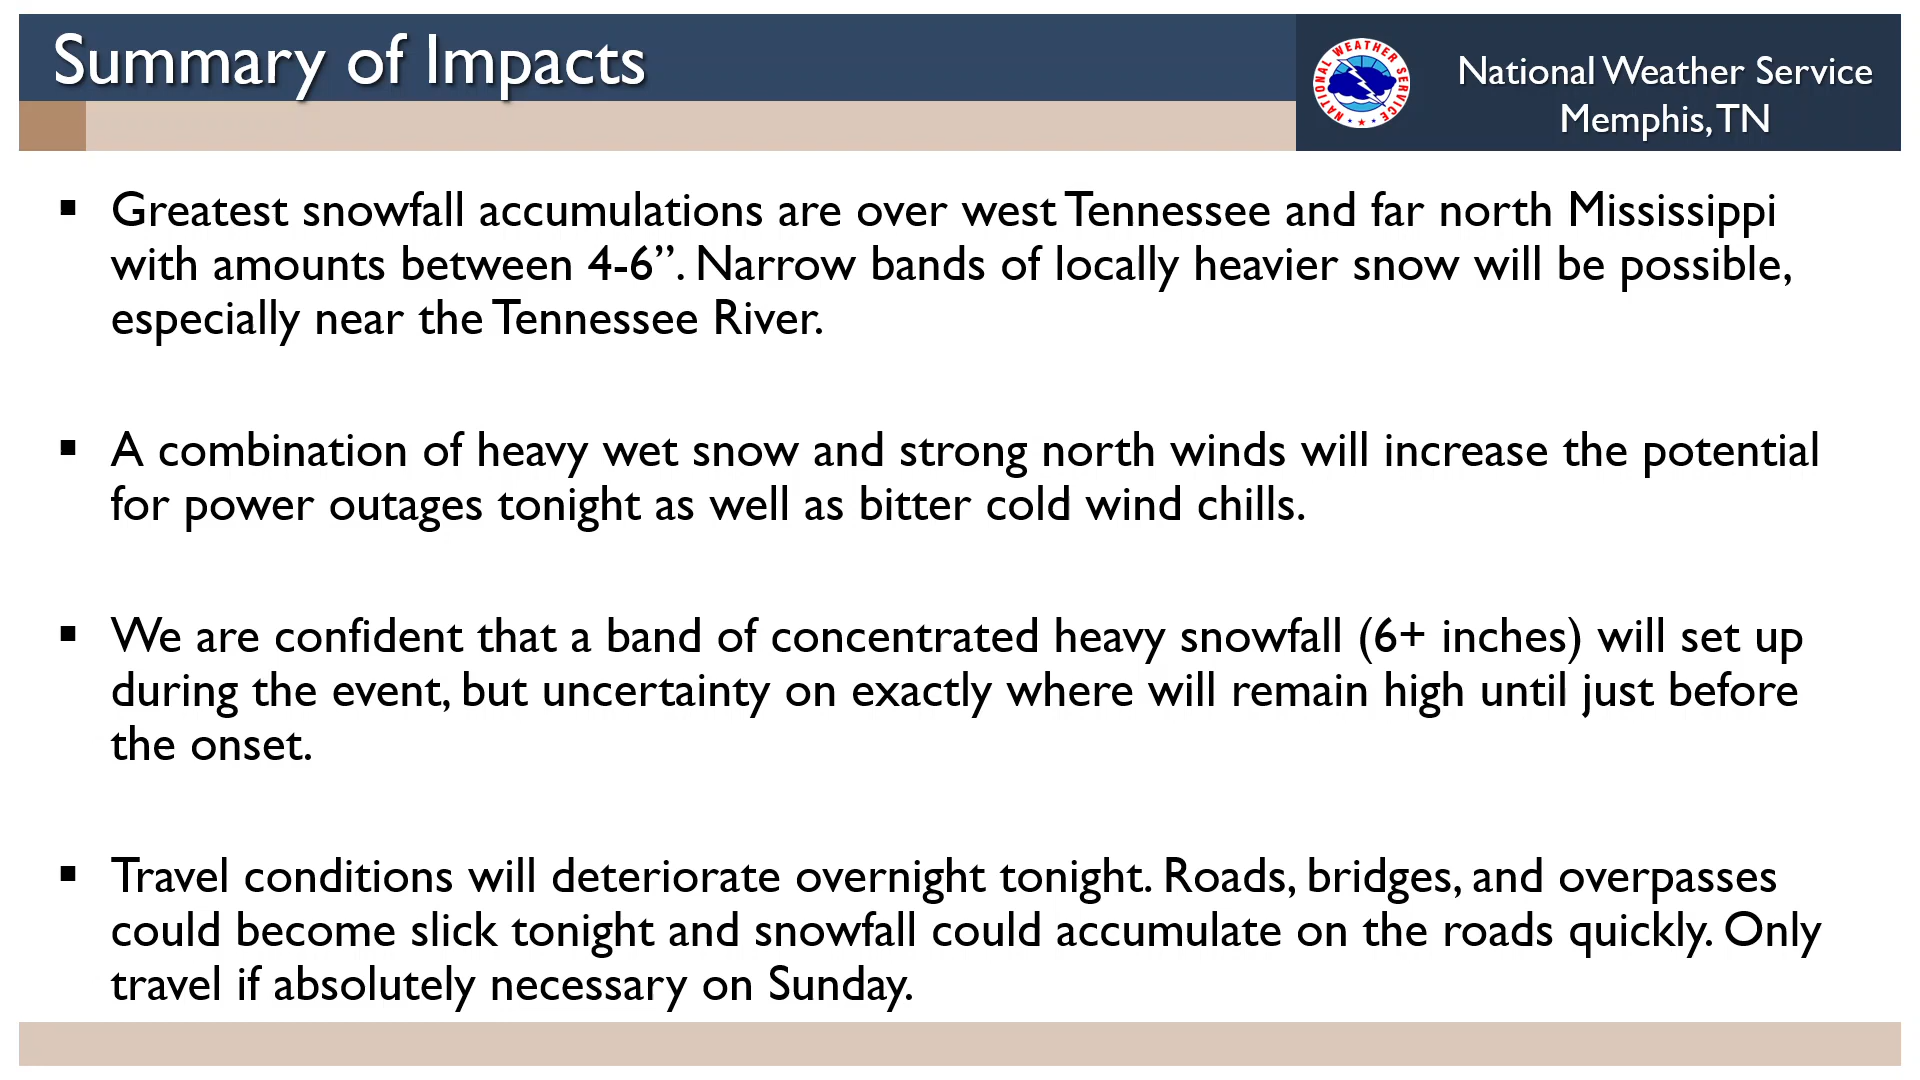 Summary of Impacts
NATIONAL WEATHER SERVICE
National Weather Service
Memphis, TN
▪ Greatest snowfall accumulations are over west Tennessee and far north Mississippi
with amounts between 4-6”. Narrow bands of locally heavier snow will be possible,
especially near the Tennessee River.
▪ A combination of heavy wet snow and strong north winds will increase the potential
for power outages tonight as well as bitter cold wind chills.
▪ We are confident that a band of concentrated heavy snowfall (6+ inches) will set up
during the event, but uncertainty on exactly where will remain high until just before
the onset.
▪ Travel conditions will deteriorate overnight tonight. Roads, bridges, and overpasses
could become slick tonight and snowfall could accumulate on the roads quickly. Only
travel if absolutely necessary on Sunday.